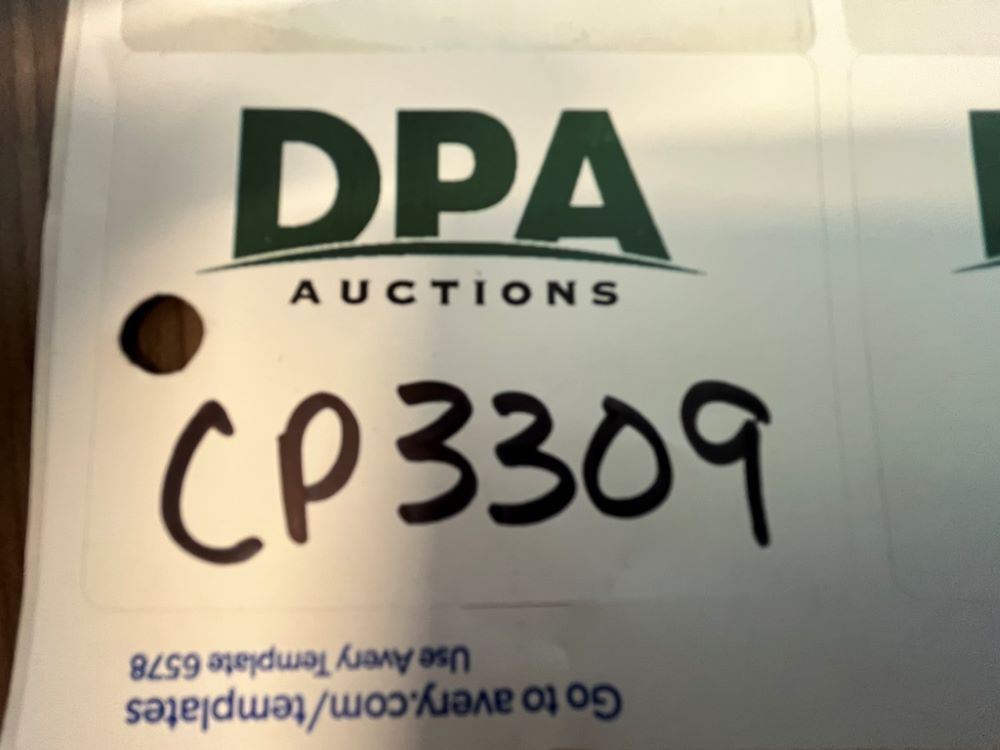 DPA
AUCTIONS
CP3309
Go to avery.com/templates
Use Avery Template 6578